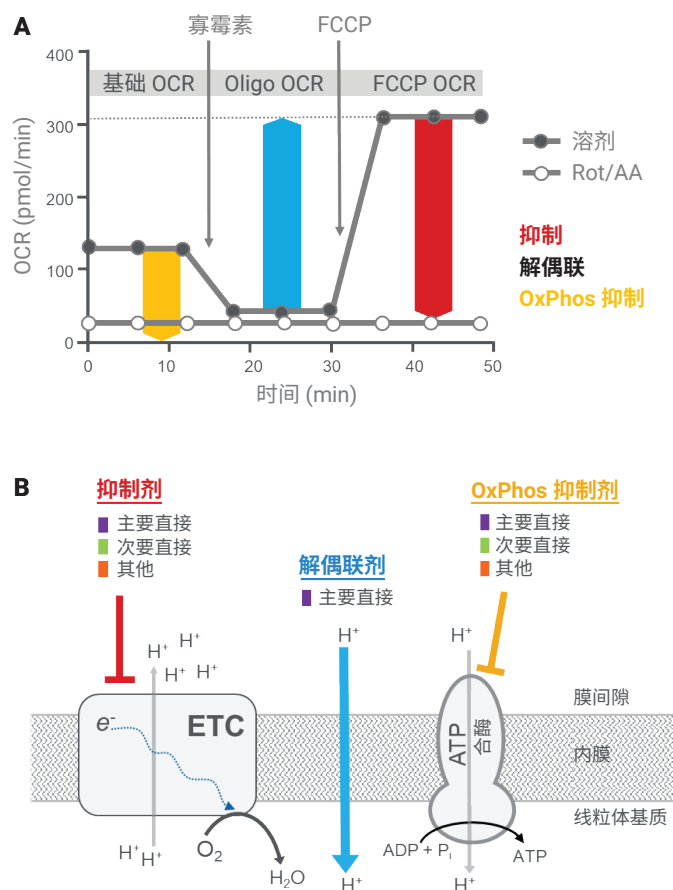 A
寡霉素
FCCP
400
基础 OCR
Oligo OCR
FCCP OCR
300
200
100
0
OCR (pmol/min)
0
10
20
30
40
50
时间 (min)
溶剂
Rot/AA
抑制
解偶联
OxPhos 抑制
B
抑制剂
主要直接
次要直接
其他
解偶联剂
主要直接
OxPhos 抑制剂
主要直接
次要直接
其他
H⁺
H⁺
H⁺
H⁺
H⁺
H⁺
e⁻
ETC
ATP
合酶
膜间隙
内膜
线粒体基质
H⁺
H⁺
O₂
H₂O
H⁺
ADP + Pᵢ
ATP
H⁺